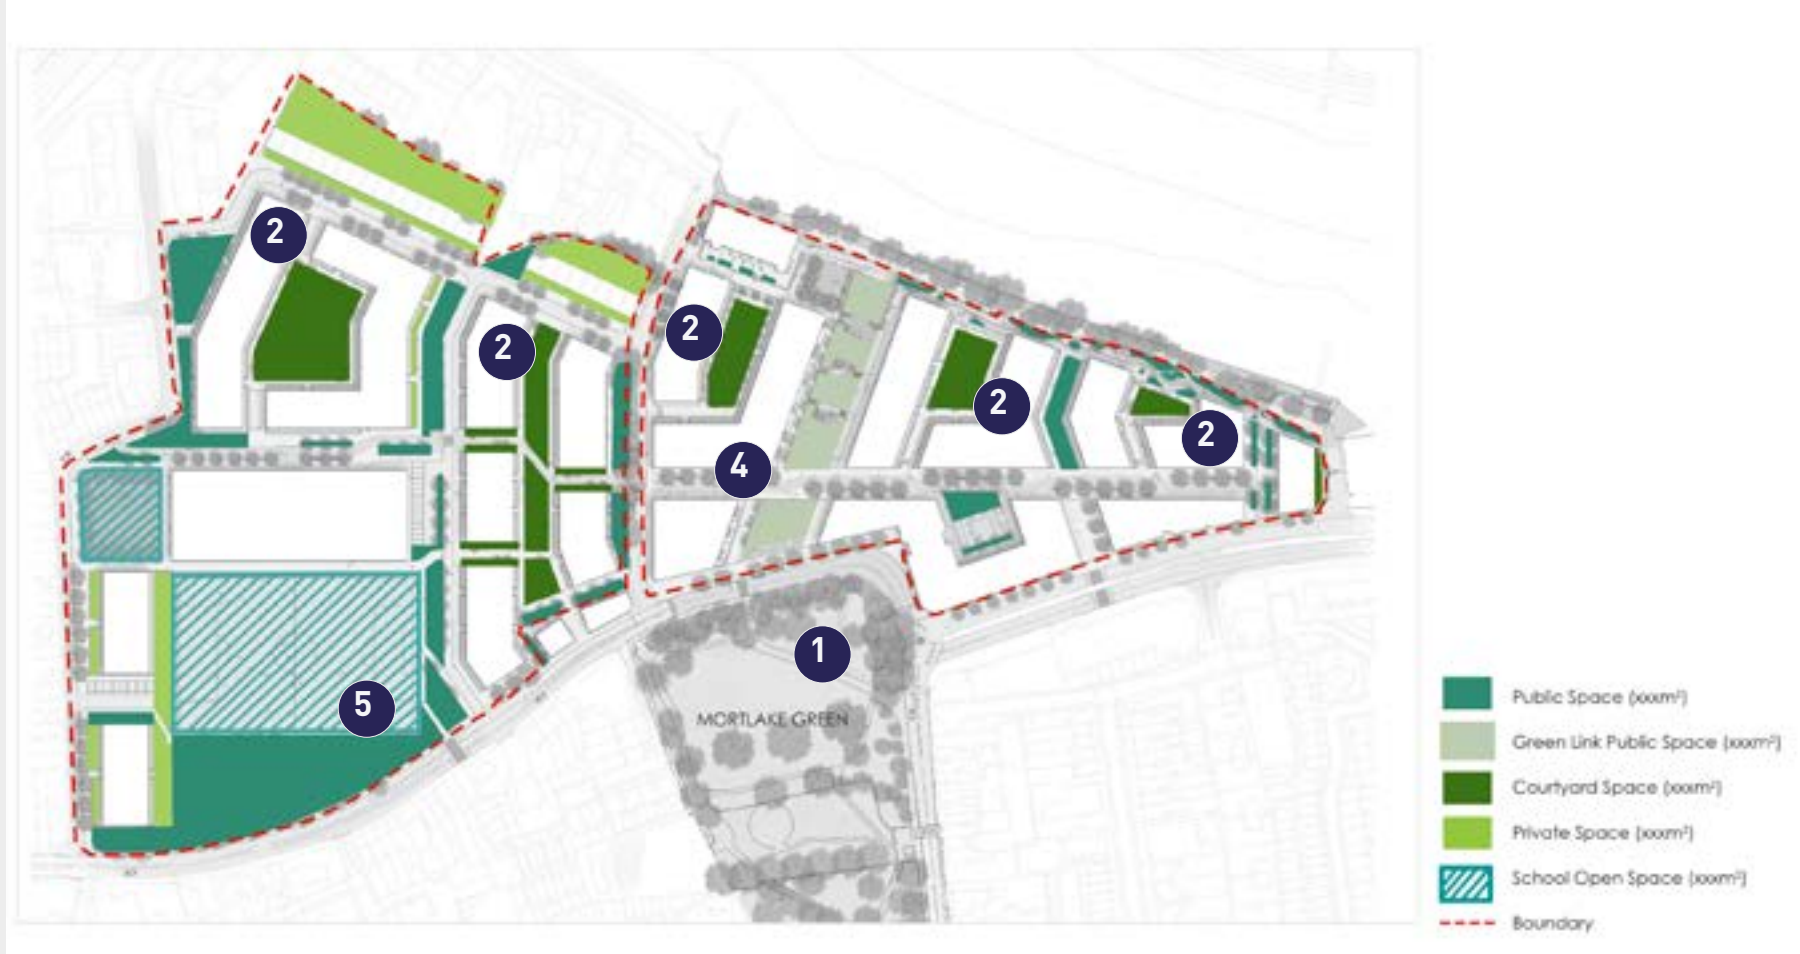 2
2
2
2
2
4
1
5
MORTLAKE GREEN
Public Space (xxxm²)
Green Link Public Space (xxxm²)
Courtyard Space (xxxm²)
Private Space (xxxm²)
School Open Space (xxxm²)
Boundary